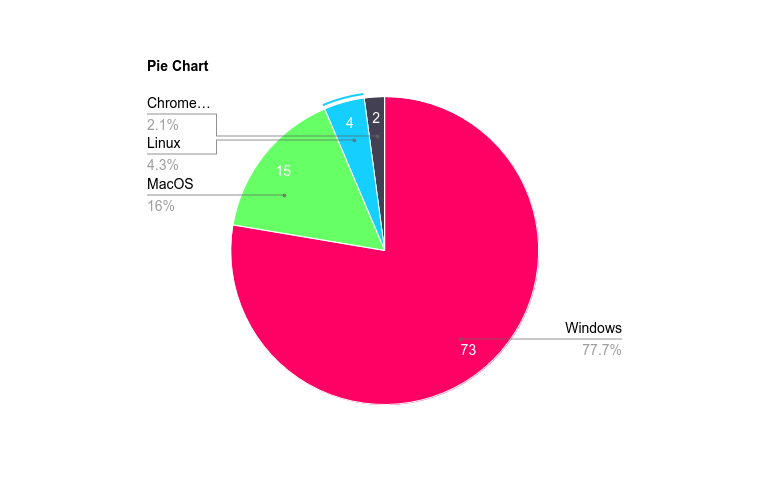 Pie Chart
Chrome…
2.1%
Linux
4.3%
MacOS
16%
4
2
15
73
Windows
77.7%